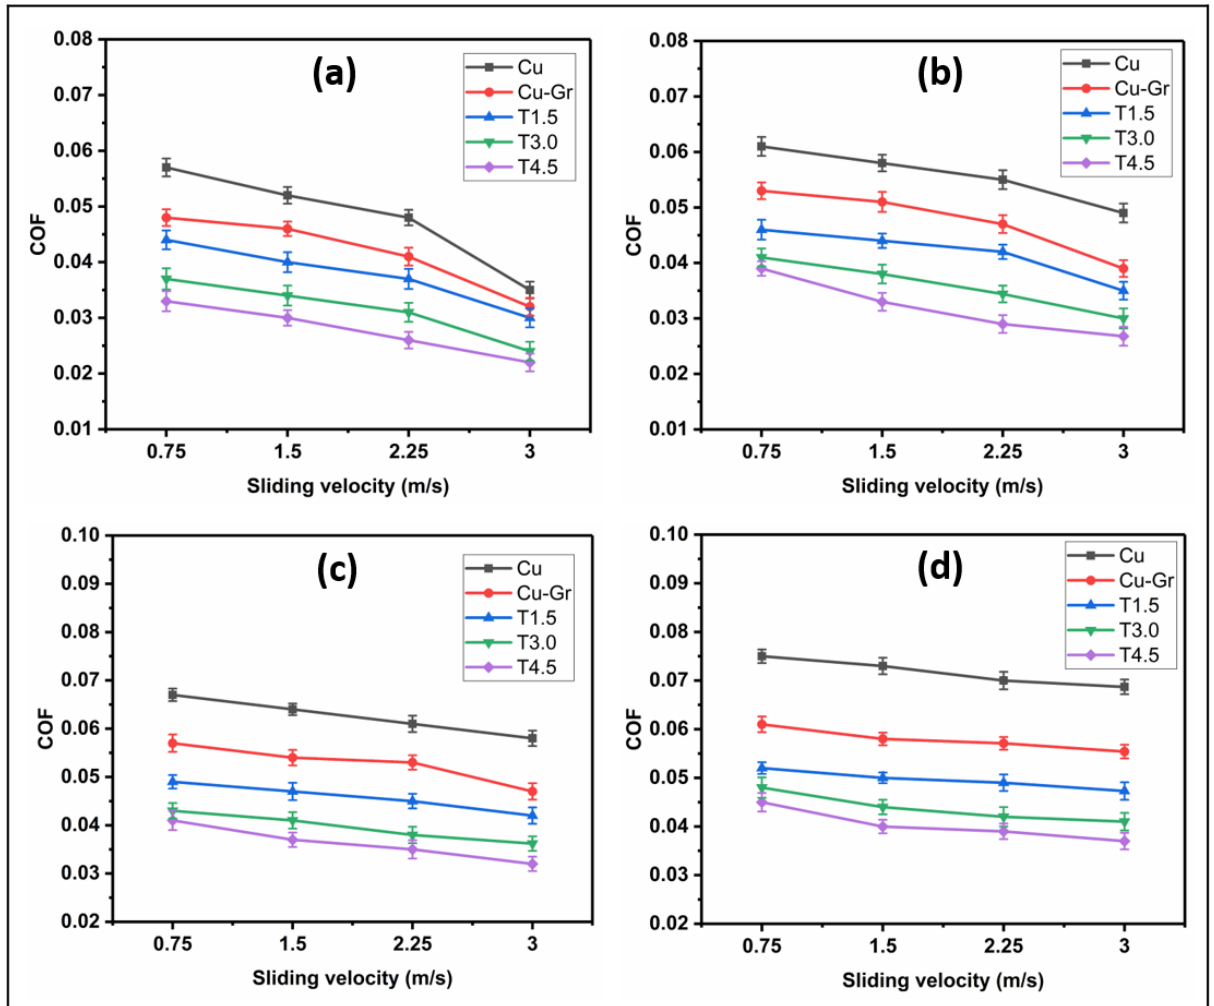 (a)
Cu
Cu-Gr
T1.5
T3.0
T4.5
0.08
0.07
0.06
0.05
0.04
0.03
0.02
0.01
COF
0.75 1.5 2.25 3
Sliding velocity (m/s)
(b)
Cu
Cu-Gr
T1.5
T3.0
T4.5
0.08
0.07
0.06
0.05
0.04
0.03
0.02
0.01
COF
0.75 1.5 2.25 3
Sliding velocity (m/s)
(c)
Cu
Cu-Gr
T1.5
T3.0
T4.5
0.10
0.09
0.08
0.07
0.06
0.05
0.04
0.03
0.02
COF
0.75 1.5 2.25 3
Sliding velocity (m/s)
(d)
Cu
Cu-Gr
T1.5
T3.0
T4.5
0.10
0.09
0.08
0.07
0.06
0.05
0.04
0.03
0.02
COF
0.75 1.5 2.25 3
Sliding velocity (m/s)